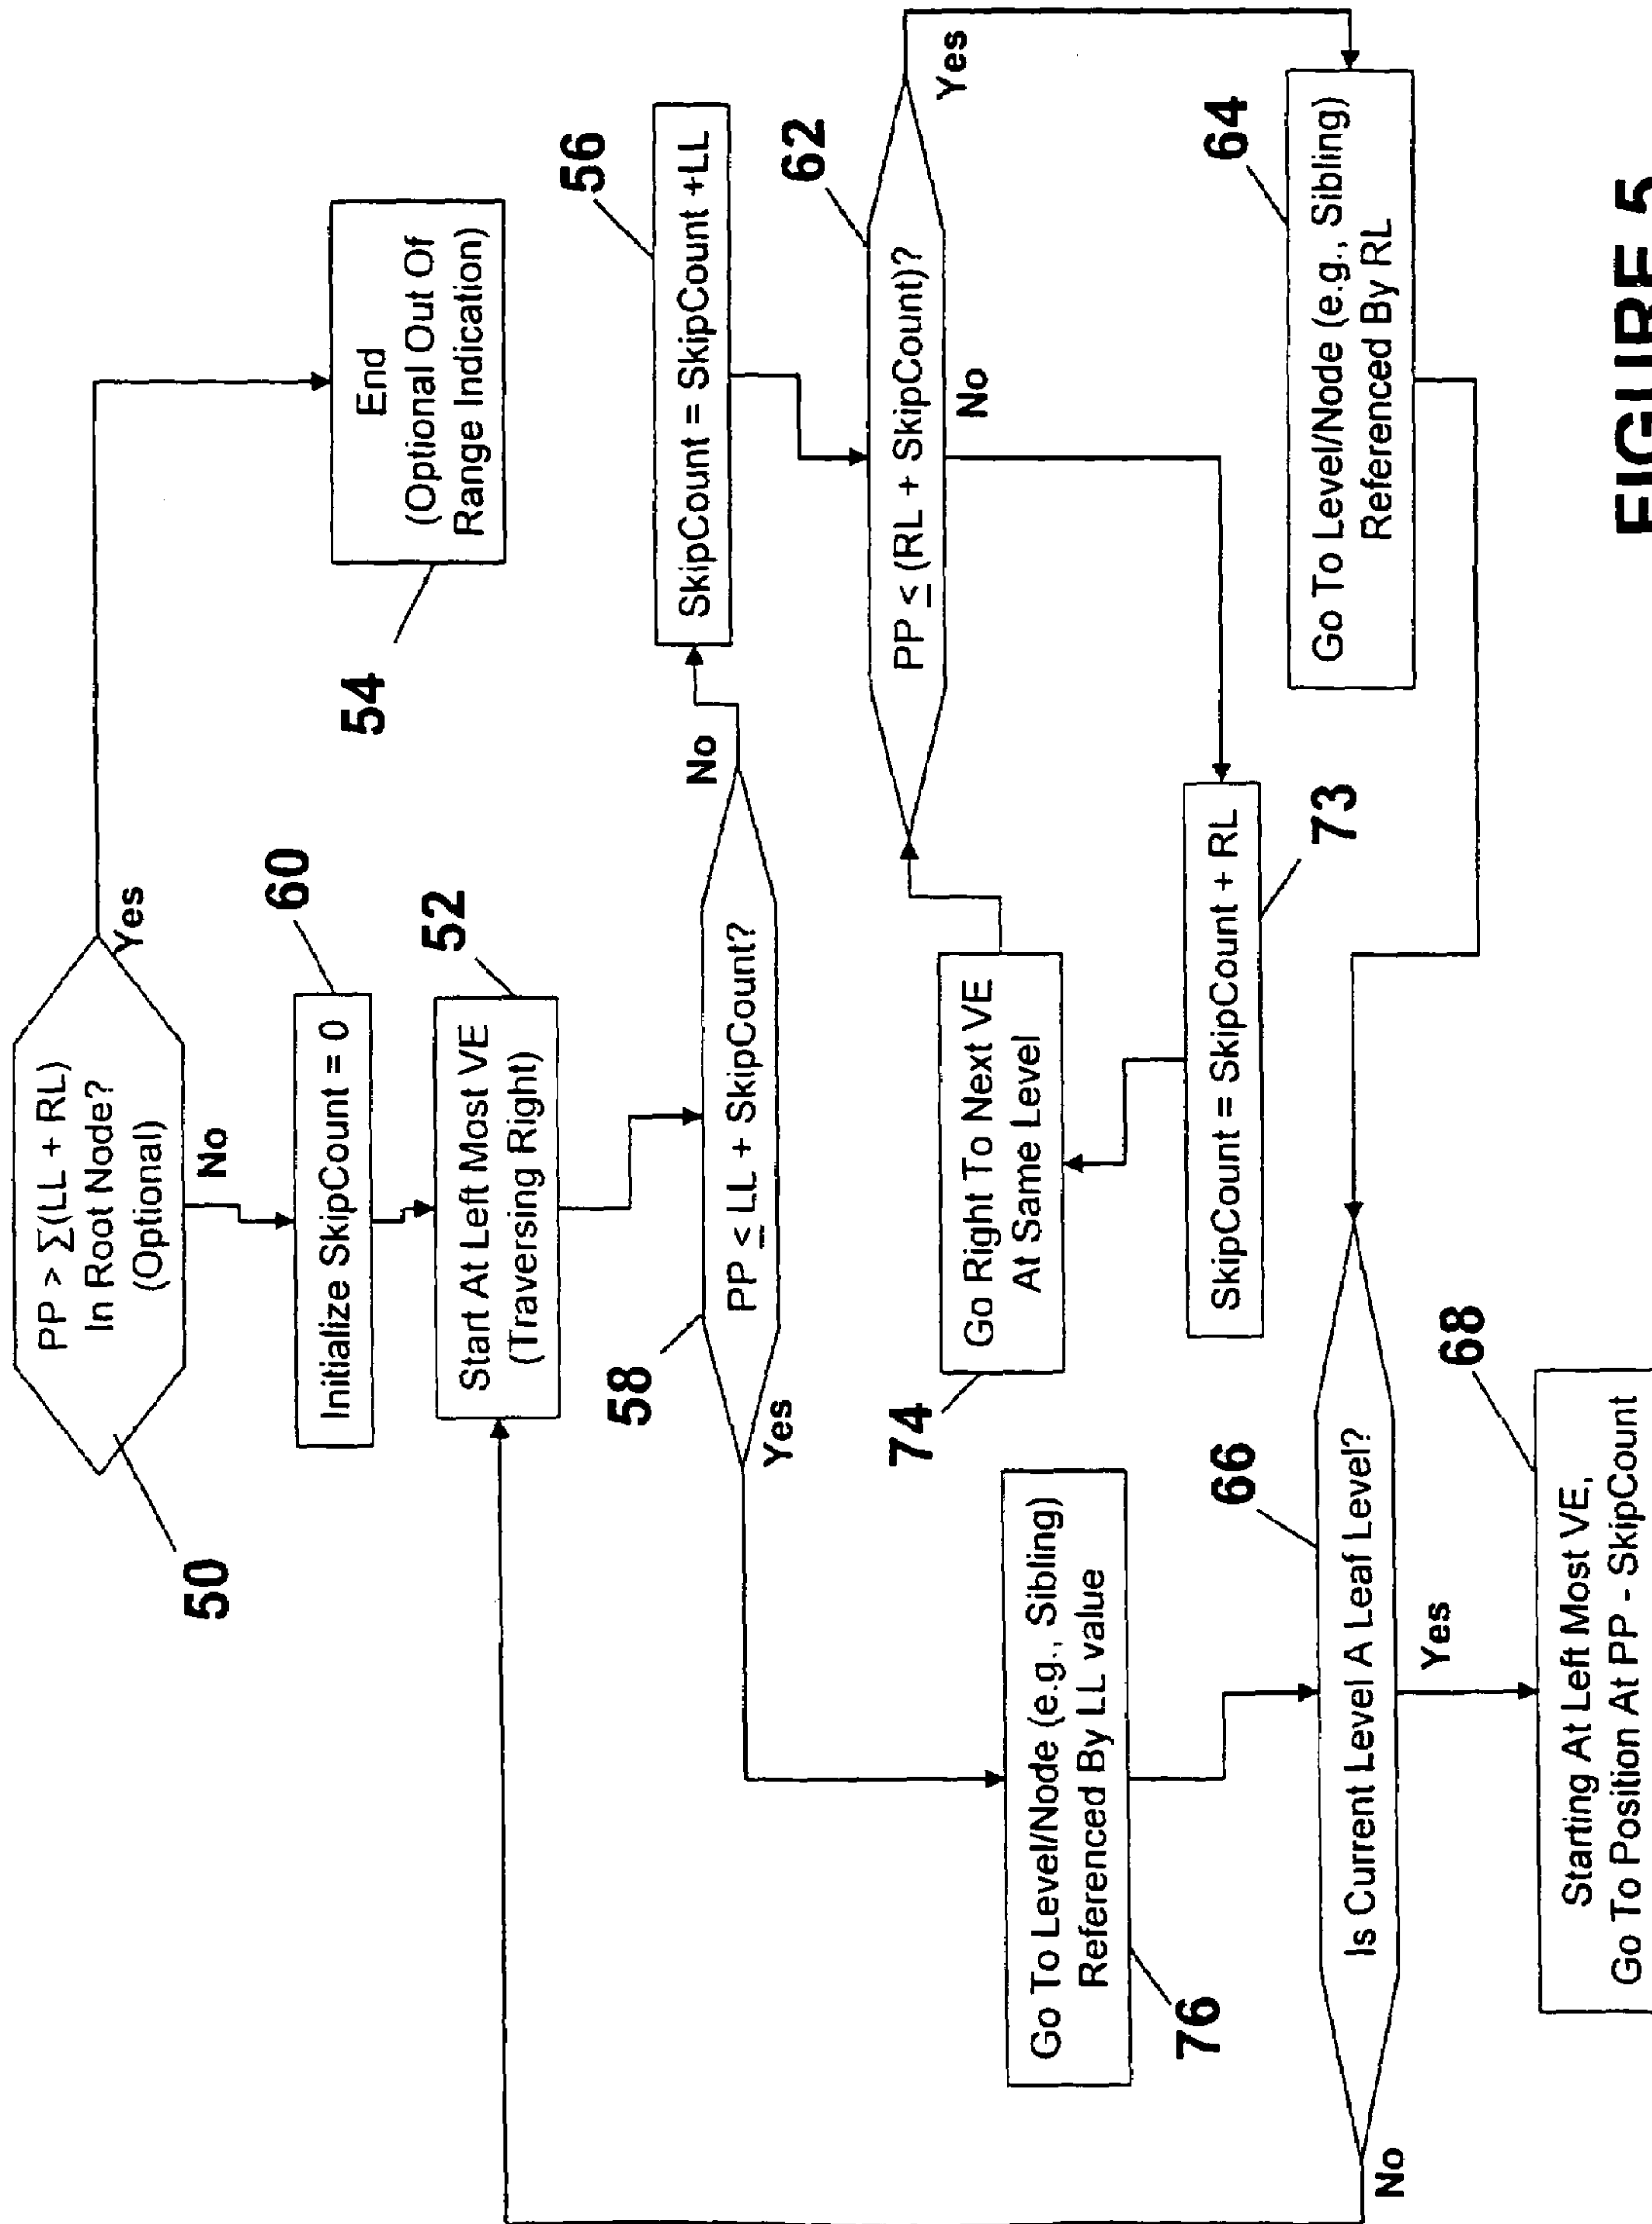 PP > ∑(LL + RL)
In Root Node?
(Optional)
50
Yes
No
End
(Optional Out Of
Range Indication)
54
Initialize SkipCount = 0
60
Start At Left Most VE
(Traversing Right)
52
PP ≤ LL + SkipCount?
58
Yes
No
SkipCount = SkipCount +LL
56
PP ≤ (RL + SkipCount)?
62
Yes
No
Go Right To Next VE
At Same Level
74
SkipCount = SkipCount + RL
73
Go To Level/Node (e.g., Sibling)
Referenced By RL
64
Go To Level/Node (e.g., Sibling)
Referenced By LL value
76
Is Current Level A Leaf Level?
66
No
Yes
Starting At Left Most VE,
Go To Position At PP - SkipCount
68
FIGURE 5